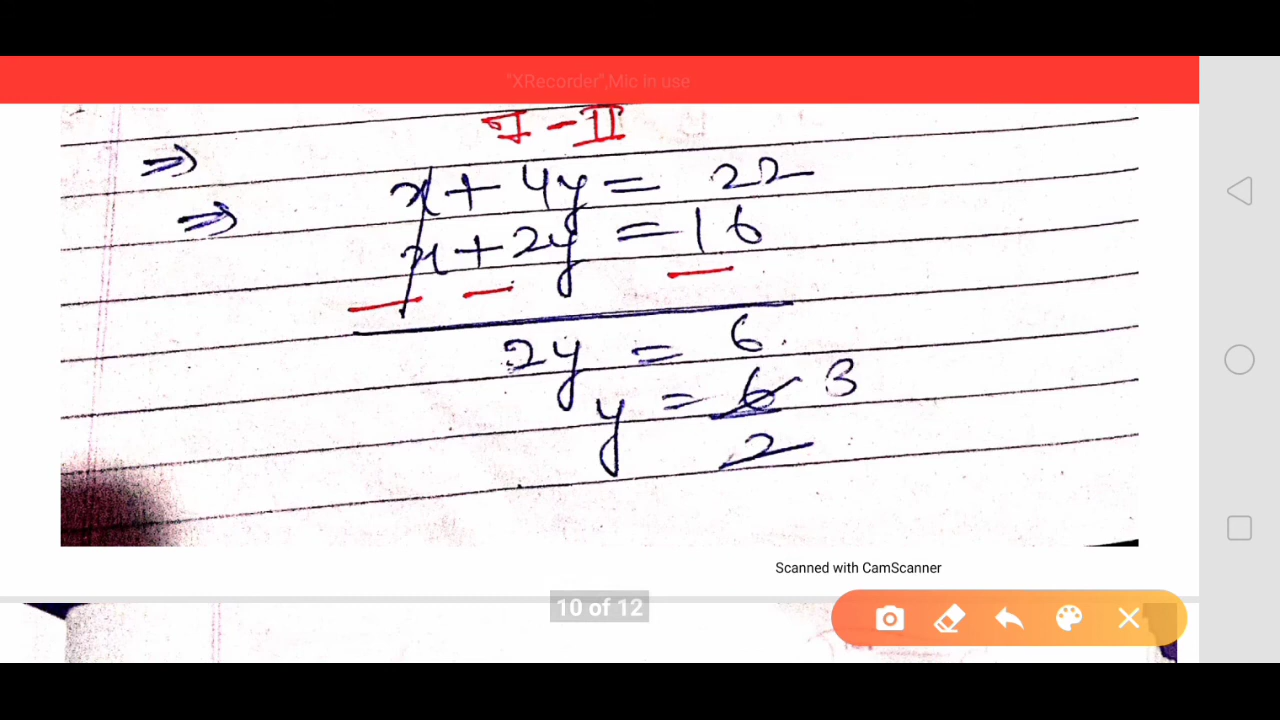 "XRecorder",Mic in use
I - II
⇒ x + 4y = 22
⇒ x + 2y = 16
2y = 6
y = 6 3
2
Scanned with CamScanner
10 of 12